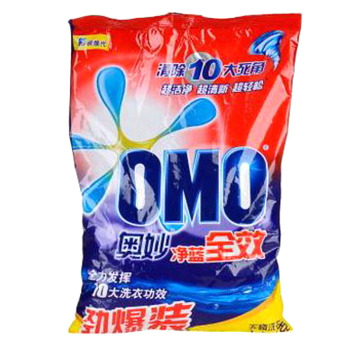 清除10大死角
超洁净 超清新 超轻松
OMO
奥妙净蓝全效
全力发挥
10大洗衣功效
劲爆装